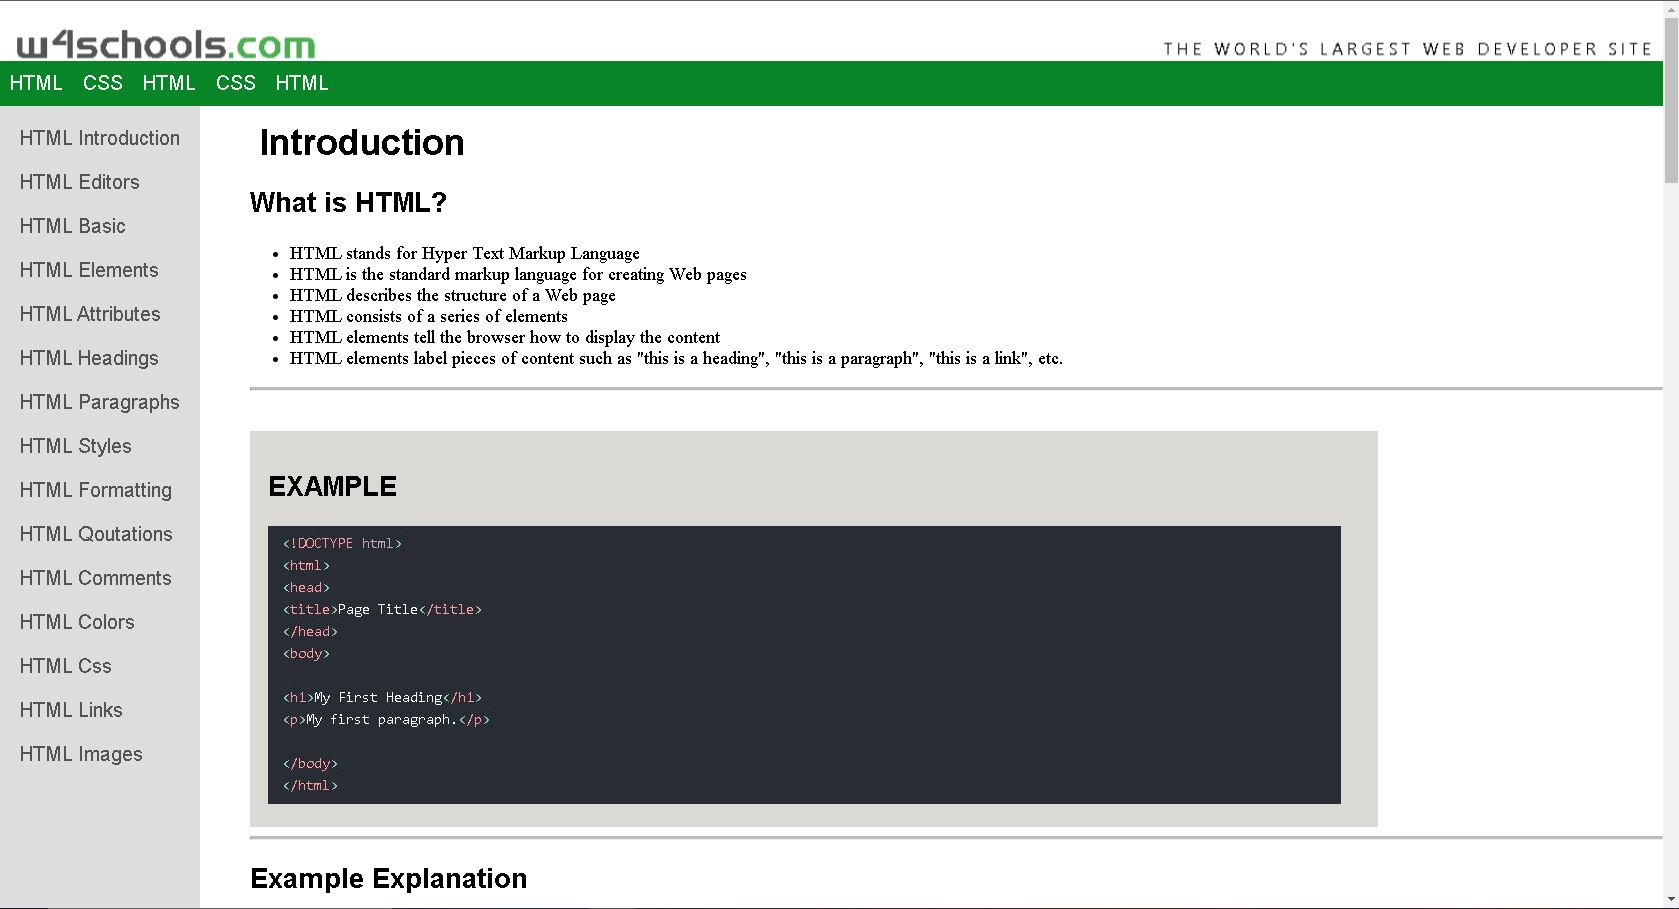 w4schools.com
THE WORLD'S LARGEST WEB DEVELOPER SITE
HTML CSS HTML CSS HTML
HTML Introduction
HTML Editors
HTML Basic
HTML Elements
HTML Attributes
HTML Headings
HTML Paragraphs
HTML Styles
HTML Formatting
HTML Qoutations
HTML Comments
HTML Colors
HTML Css
HTML Links
HTML Images
Introduction
What is HTML?
• HTML stands for Hyper Text Markup Language
• HTML is the standard markup language for creating Web pages
• HTML describes the structure of a Web page
• HTML consists of a series of elements
• HTML elements tell the browser how to display the content
• HTML elements label pieces of content such as "this is a heading", "this is a paragraph", "this is a link", etc.
EXAMPLE
<!DOCTYPE html>
<html>
<head>
<title>Page Title</title>
</head>
<body>
<h1>My First Heading</h1>
<p>My first paragraph.</p>
</body>
</html>
Example Explanation